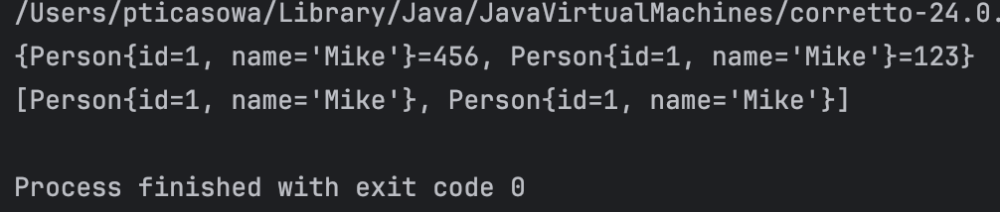 /Users/pticasowa/Library/Java/JavaVirtualMachines/corretto-24.0.
{Person{id=1, name='Mike'}=456, Person{id=1, name='Mike'}=123}
[Person{id=1, name='Mike'}, Person{id=1, name='Mike'}]
Process finished with exit code 0